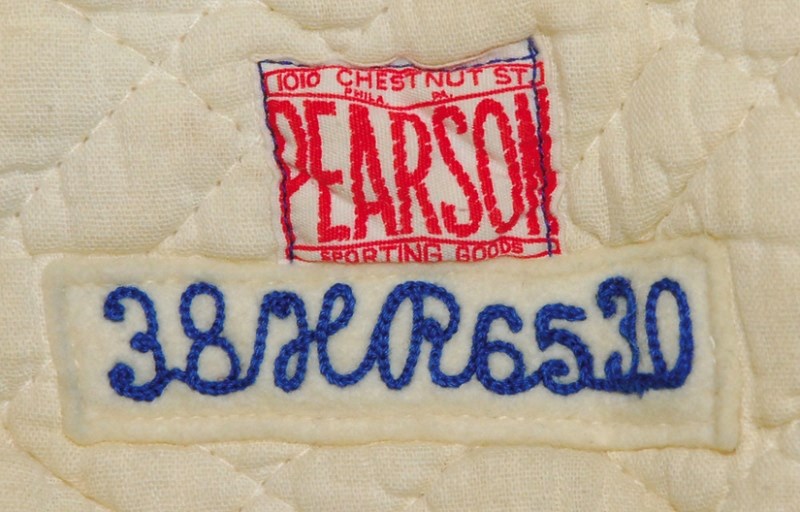 1010 CHESTNUT ST.
PHILA. PA.
PEARSON
SPORTING GOODS
38HR6530